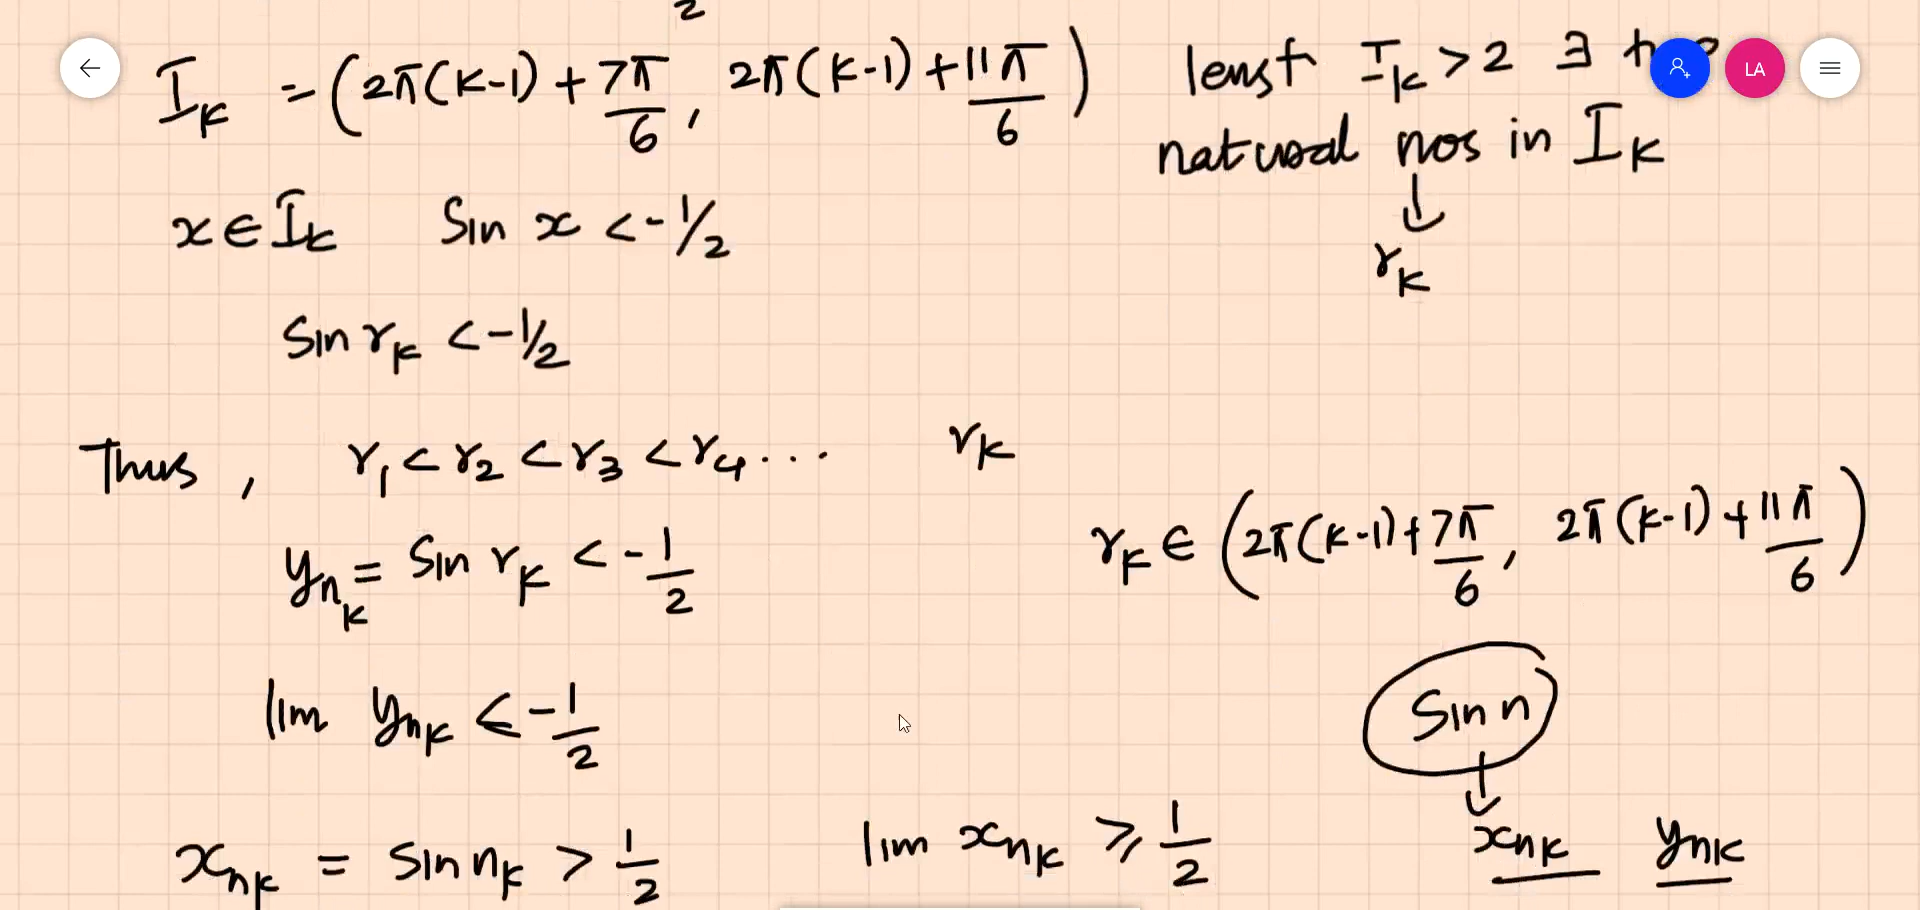 2
I_k = (2π(k-1) + 7π/6, 2π(k-1) + 11π/6)
lenst I_k > 2 ∃
natural nos in I_k
↓
r_k
x ∈ I_k Sin x < -1/2
Sin r_k < -1/2
Thus, r_1 < r_2 < r_3 < r_4 ... r_k
r_k ∈ (2π(k-1) + 7π/6, 2π(k-1) + 11π/6)
y_{n_k} = Sin r_k < -1/2
lim y_{n_k} ≤ -1/2
Sin n
↓
x_{n_k} y_{n_k}
x_{n_k} = Sin n_k > 1/2
lim x_{n_k} ≥ 1/2
LA